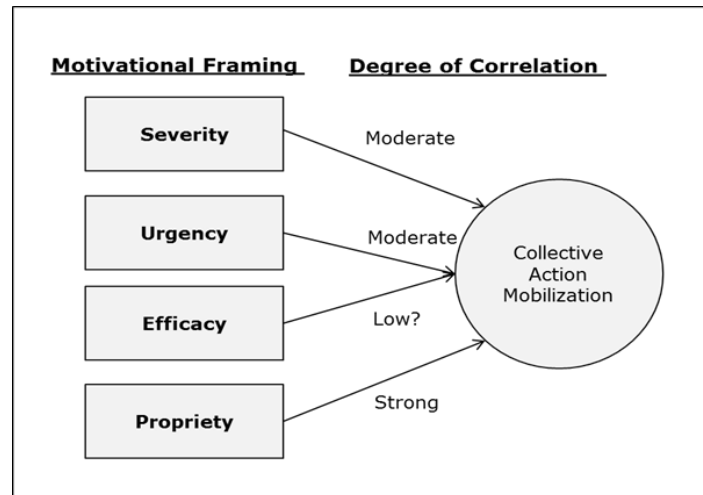 Motivational Framing
Degree of Correlation
Severity
Moderate
Urgency
Moderate
Efficacy
Low?
Propriety
Strong
Collective
Action
Mobilization